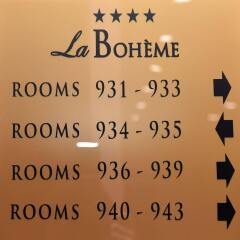 La BOHÈME
ROOMS 931 - 933
ROOMS 934 - 935
ROOMS 936 - 939
ROOMS 940 - 943